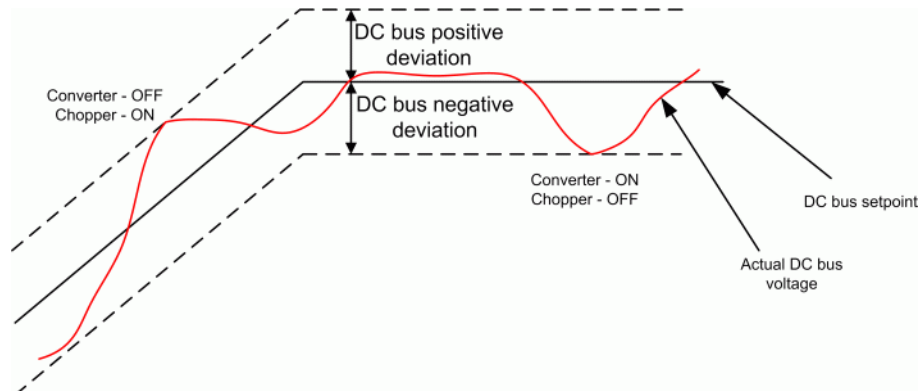 DC bus positive
deviation
Converter - OFF
Chopper - ON
DC bus negative
deviation
Converter - ON
Chopper - OFF
DC bus setpoint
Actual DC bus
voltage